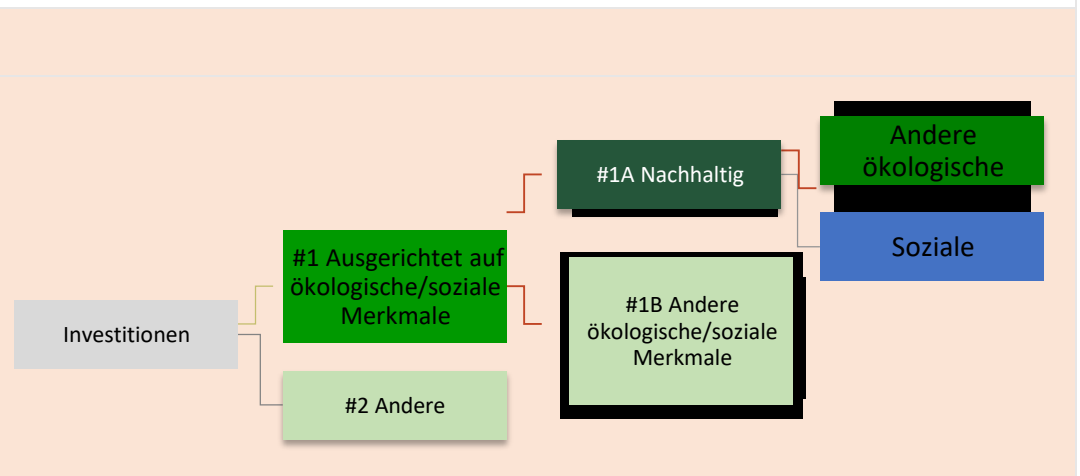 Investitionen
#1 Ausgerichtet auf
ökologische/soziale
Merkmale
#2 Andere
#1A Nachhaltig
#1B Andere
ökologische/soziale
Merkmale
Andere
ökologische
Soziale